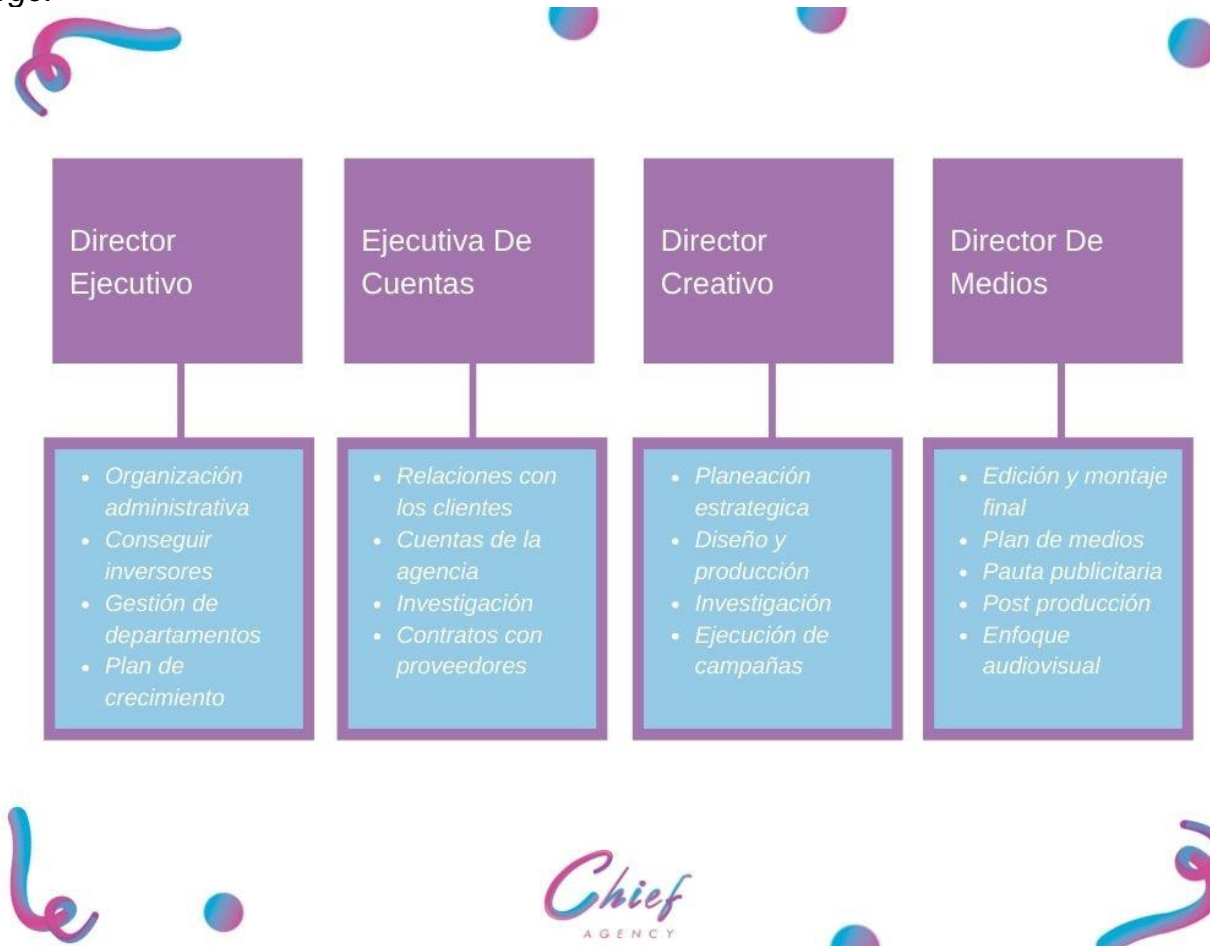 Director
Ejecutivo
Ejecutiva De
Cuentas
Director
Creativo
Director De
Medios
• Organización
administrativa
• Conseguir
inversores
• Gestión de
departamentos
• Plan de
crecimiento
• Relaciones con
los clientes
• Cuentas de la
agencia
• Investigación
• Contratos con
proveedores
• Planeación
estrategica
• Diseño y
producción
• Investigación
• Ejecución de
campañas
• Edición y montaje
final
• Plan de medios
• Pauta publicitaria
• Post producción
• Enfoque
audiovisual
Chief
AGENCY